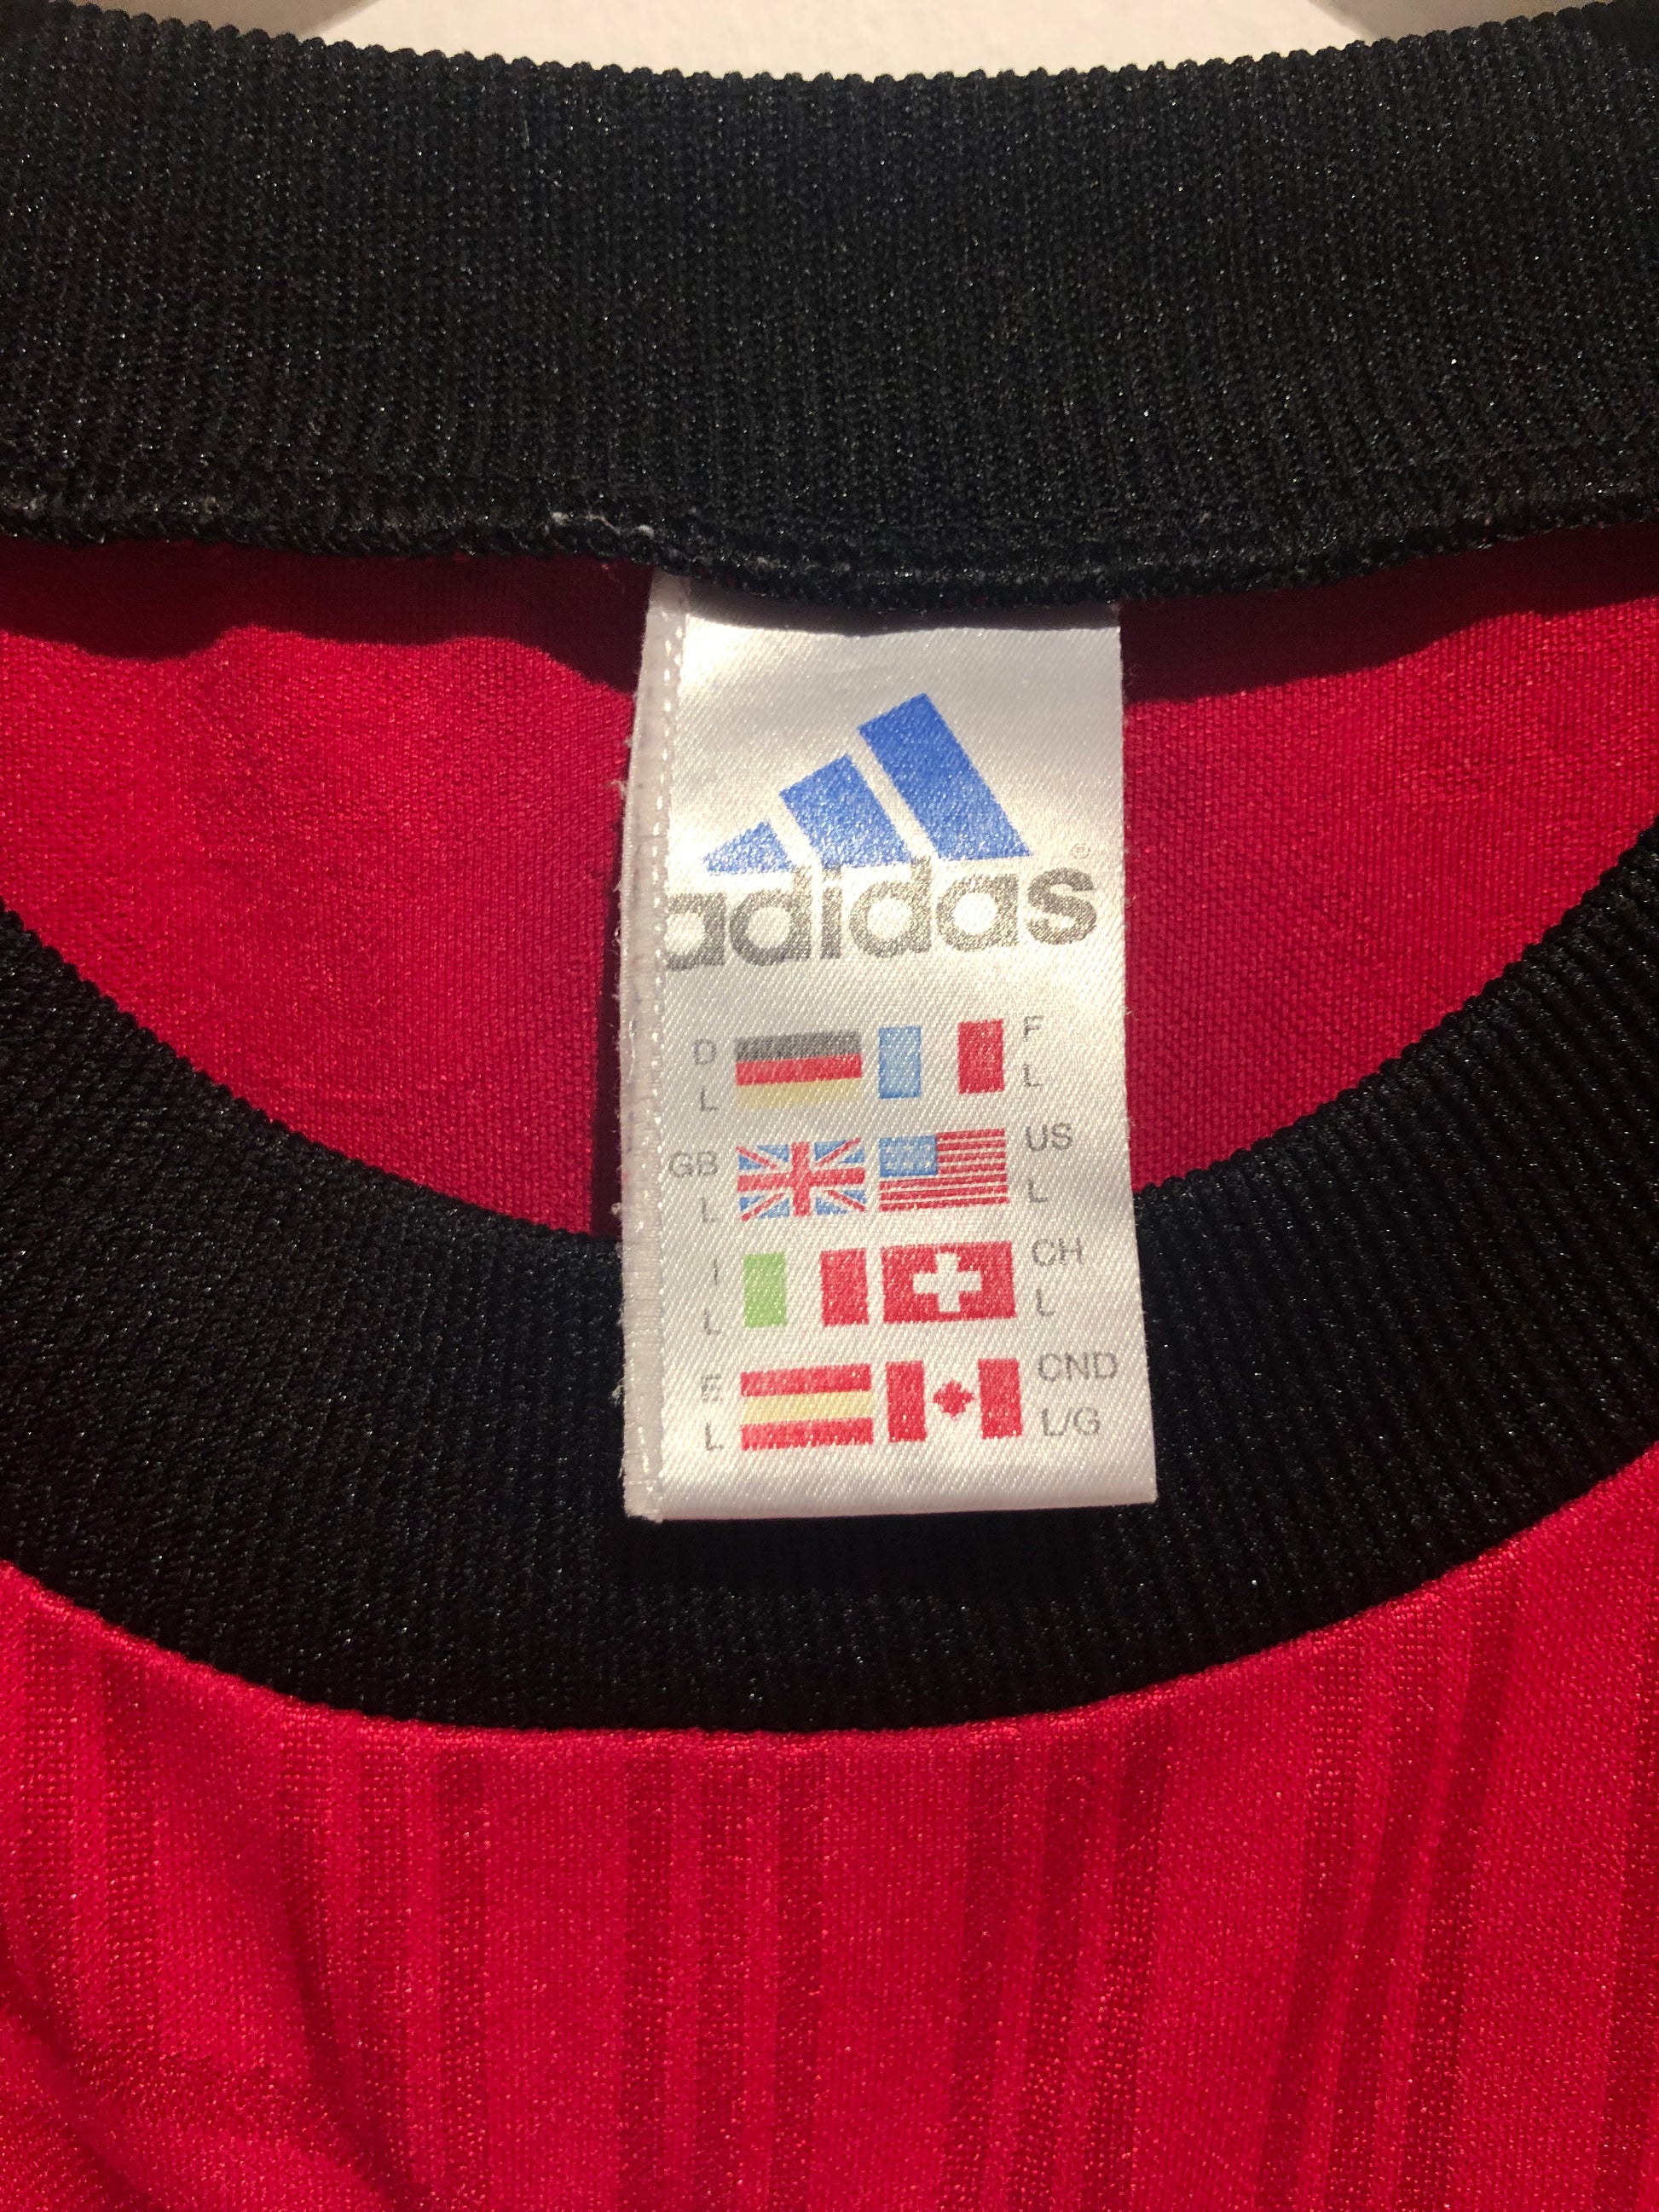 adidas®
D F
L L
GB US
L L
I CH
L L
E CND
L L/G